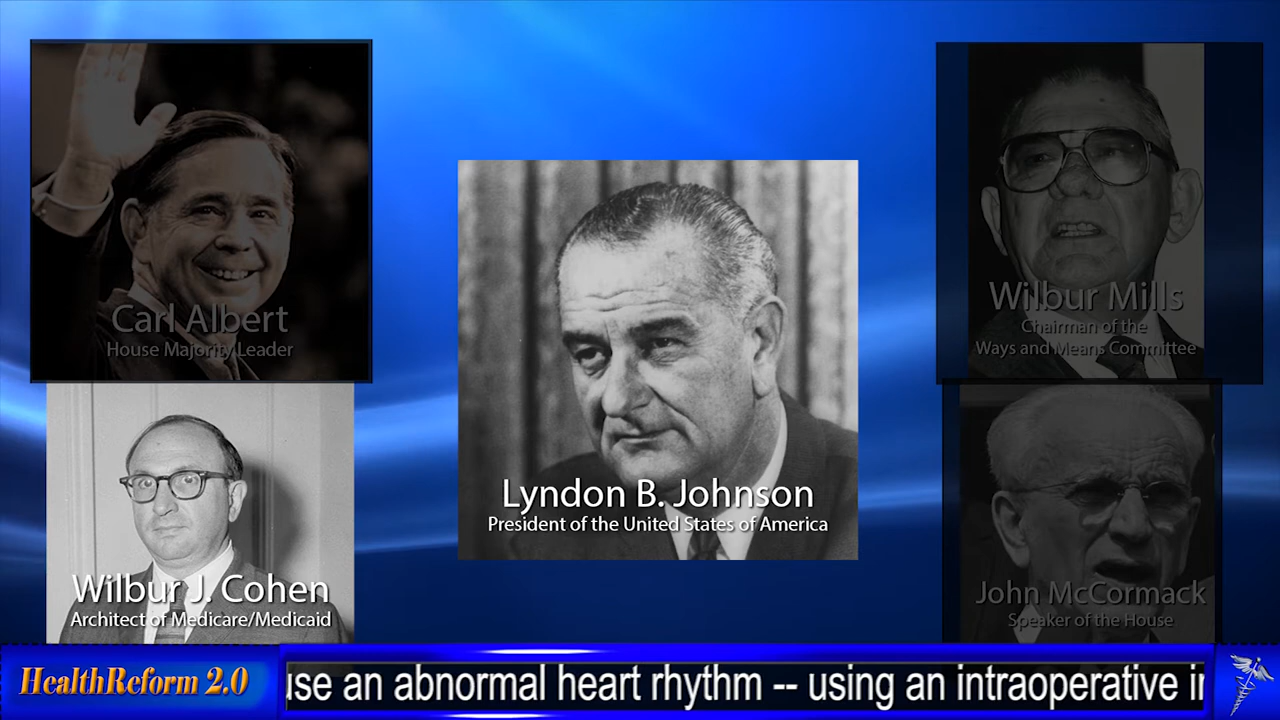 Carl Albert
House Majority Leader
Wilbur Mills
Chairman of the
Ways and Means Committee
Lyndon B. Johnson
President of the United States of America
Wilbur J. Cohen
Architect of Medicare/Medicaid
John McCormack
Speaker of the House
HealthReform 2.0
an abnormal heart rhythm -- using an intraoperative